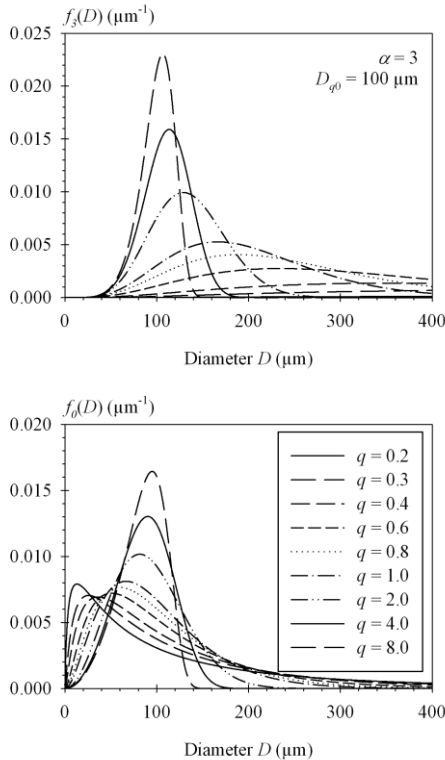 f3(D) (µm-1)
0.025
α = 3
Dq0 = 100 µm
0.020
0.015
0.010
0.005
0.000
0 100 200 300 400
Diameter D (µm)
f0(D) (µm-1)
0.020
q = 0.2
q = 0.3
0.015
q = 0.4
q = 0.6
0.010
q = 0.8
q = 1.0
0.005
q = 2.0
q = 4.0
q = 8.0
0.000
0 100 200 300 400
Diameter D (µm)